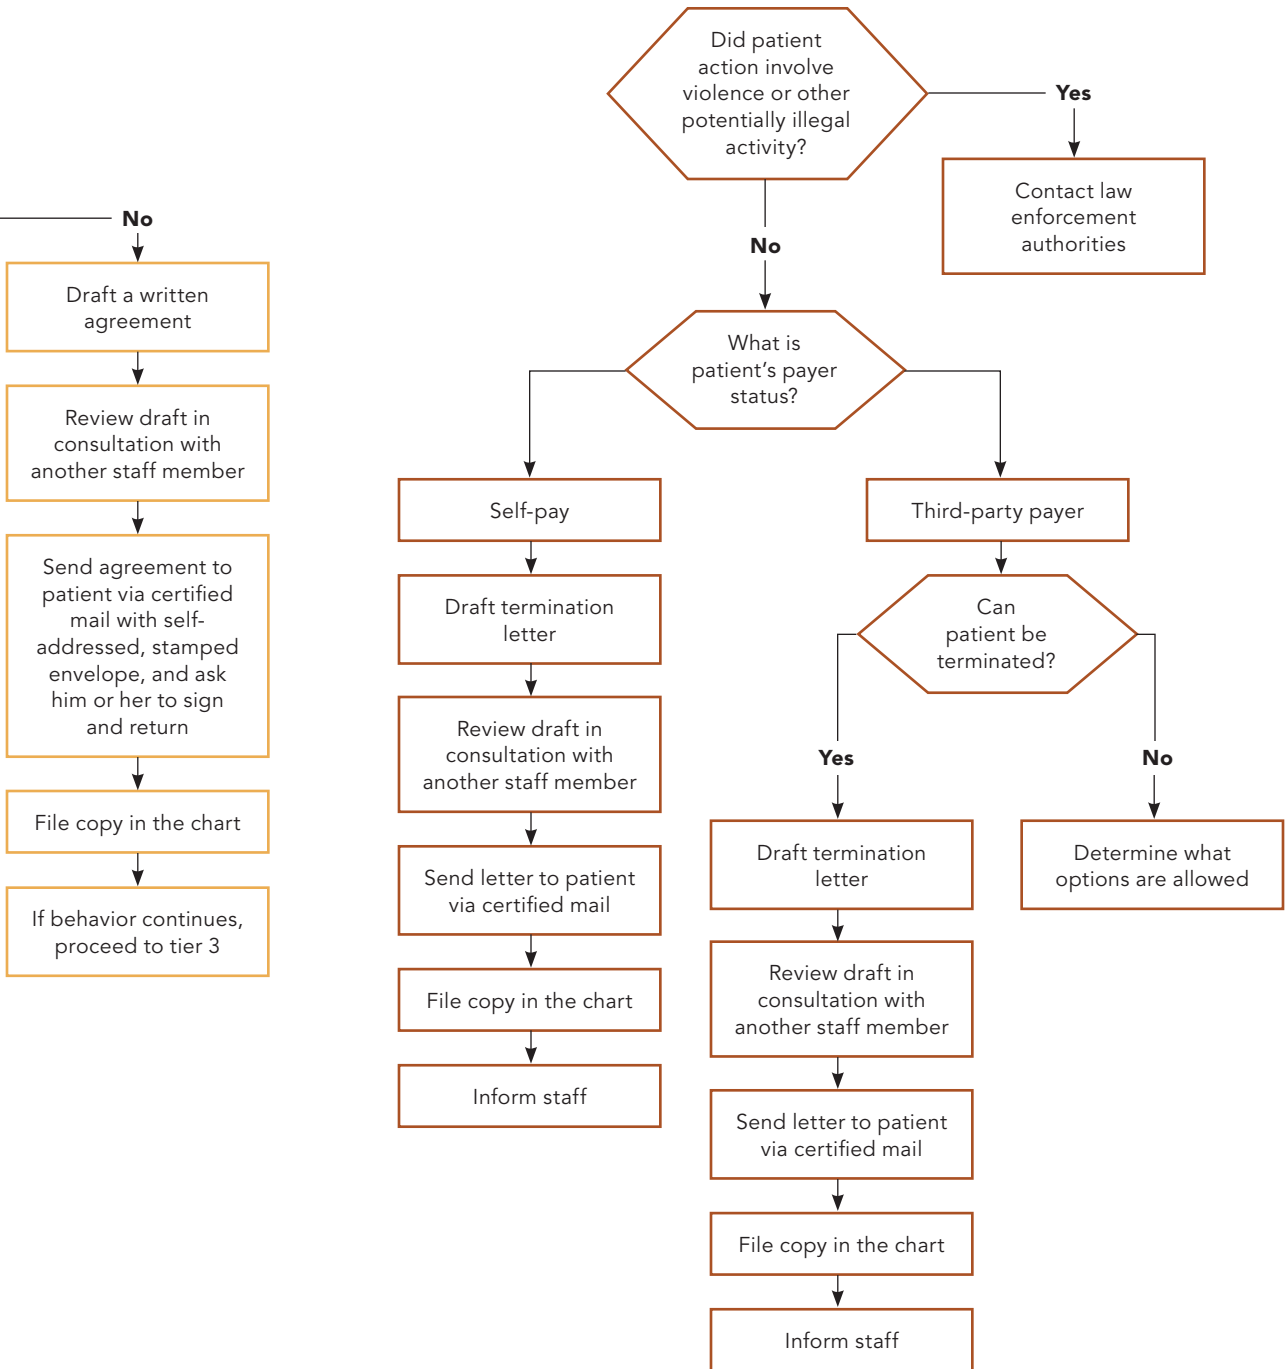 No
Draft a written
agreement
Review draft in
consultation with
another staff member
Send agreement to
patient via certified
mail with self-
addressed, stamped
envelope, and ask
him or her to sign
and return
File copy in the chart
If behavior continues,
proceed to tier 3
Did patient
action involve
violence or other
potentially illegal
activity?
Yes
Contact law
enforcement
authorities
No
What is
patient’s payer
status?
Self-pay
Draft termination
letter
Review draft in
consultation with
another staff member
Send letter to patient
via certified mail
File copy in the chart
Inform staff
Third-party payer
Can
patient be
terminated?
Yes
Draft termination
letter
Review draft in
consultation with
another staff member
Send letter to patient
via certified mail
File copy in the chart
Inform staff
No
Determine what
options are allowed